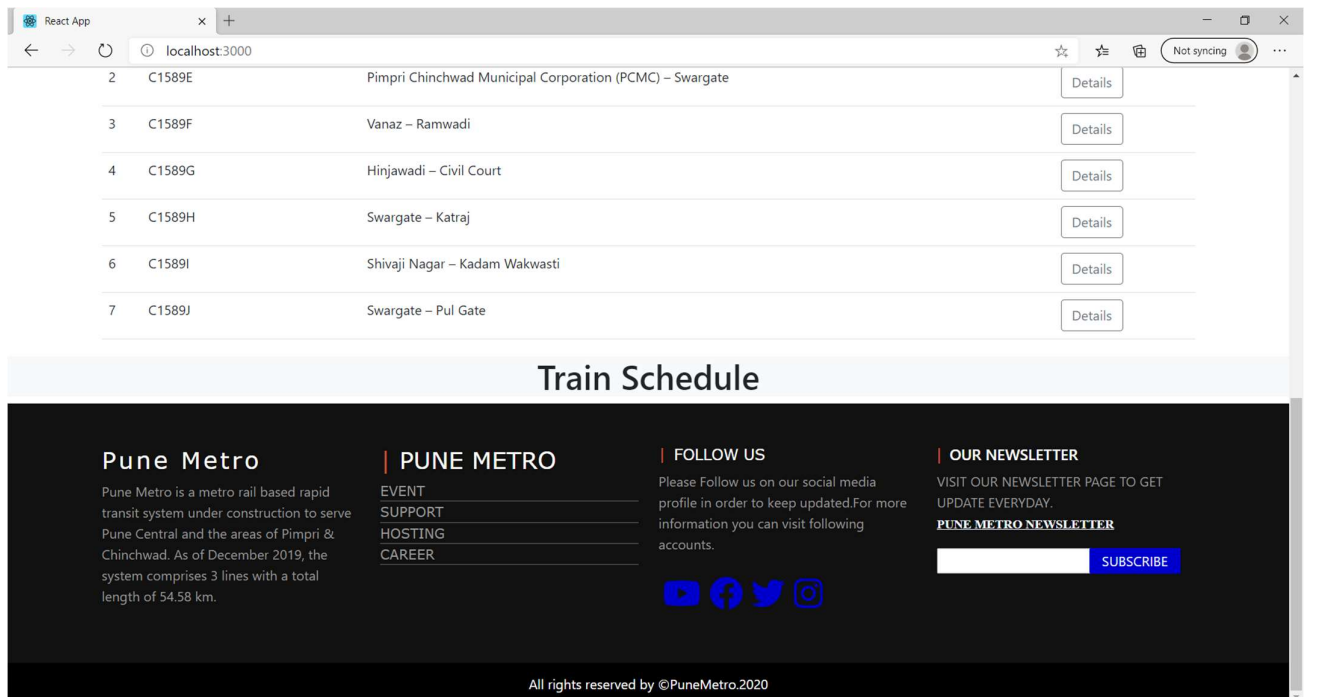 React App
localhost:3000
Not syncing
2 C1589E Pimpri Chinchwad Municipal Corporation (PCMC) – Swargate Details
3 C1589F Vanaz – Ramwadi Details
4 C1589G Hinjawadi – Civil Court Details
5 C1589H Swargate – Katraj Details
6 C1589I Shivaji Nagar – Kadam Wakwasti Details
7 C1589J Swargate – Pul Gate Details
Train Schedule
Pune Metro
Pune Metro is a metro rail based rapid
transit system under construction to serve
Pune Central and the areas of Pimpri &
Chinchwad. As of December 2019, the
system comprises 3 lines with a total
length of 54.58 km.
| PUNE METRO
EVENT
SUPPORT
HOSTING
CAREER
| FOLLOW US
Please Follow us on our social media
profile in order to keep updated.For more
information you can visit following
accounts.
| OUR NEWSLETTER
VISIT OUR NEWSLETTER PAGE TO GET
UPDATE EVERYDAY.
PUNE METRO NEWSLETTER
SUBSCRIBE
All rights reserved by ©PuneMetro.2020